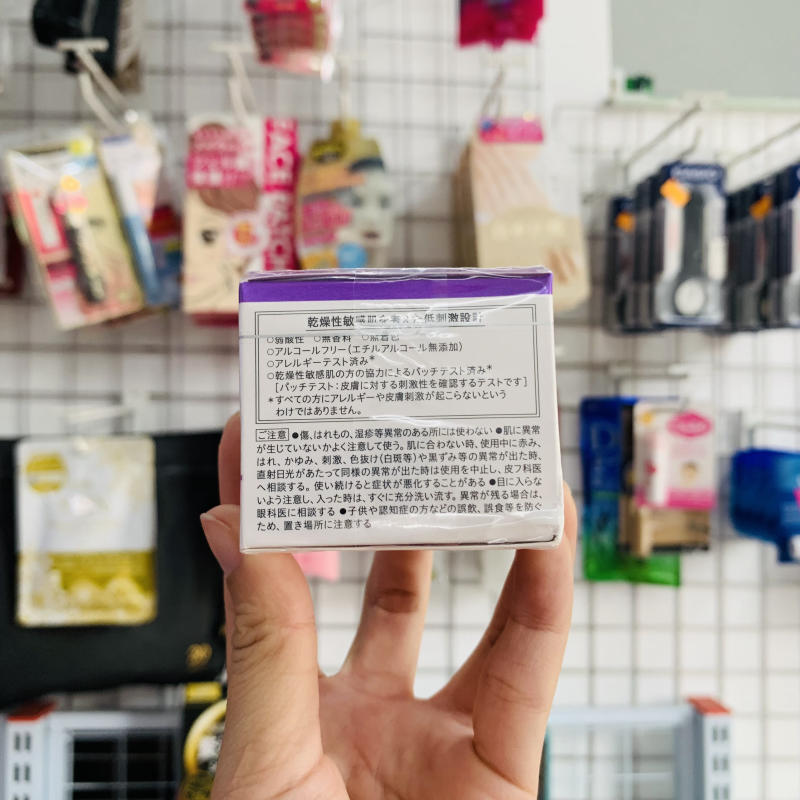 乾燥性敏感肌を考えた低刺激設計
○弱酸性 ○無香料 ○無着色
○アルコールフリー(エチルアルコール無添加)
○アレルギーテスト済み*
○乾燥性敏感肌の方の協力によるパッチテスト済み*
[パッチテスト:皮膚に対する刺激性を確認するテストです]
*すべての方にアレルギーや皮膚刺激が起こらないという
わけではありません。
ご注意 ●傷、はれもの、湿疹等異常のある所には使わない ●肌に異常
が生じていないかよく注意して使う。肌に合わない時、使用中に赤み、
はれ、かゆみ、刺激、色抜け(白斑等)や黒ずみ等の異常が出た時、
直射日光があたって同様の異常が出た時は使用を中止し、皮フ科医
へ相談する。使い続けると症状が悪化することがある ●目に入らな
いよう注意し、入った時は、すぐに充分洗い流す。異常が残る場合は、
眼科医に相談する ●子供や認知症の方などの誤飲、誤食等を防ぐ
ため、置き場所に注意する